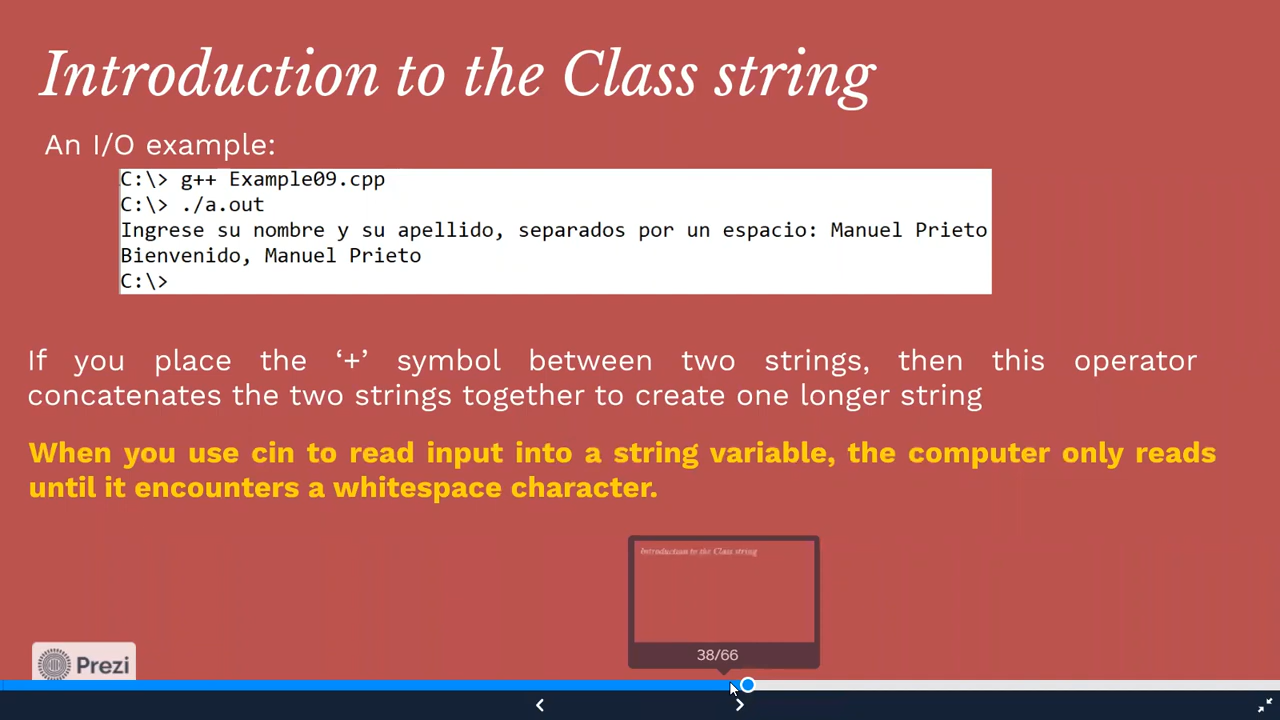 Introduction to the Class string
An I/O example:
C:\> g++ Example09.cpp
C:\> ./a.out
Ingrese su nombre y su apellido, separados por un espacio: Manuel Prieto
Bienvenido, Manuel Prieto
C:\>
If you place the ‘+’ symbol between two strings, then this operator
concatenates the two strings together to create one longer string
When you use cin to read input into a string variable, the computer only reads
until it encounters a whitespace character.
Introduction to the Class string
38/66
Prezi